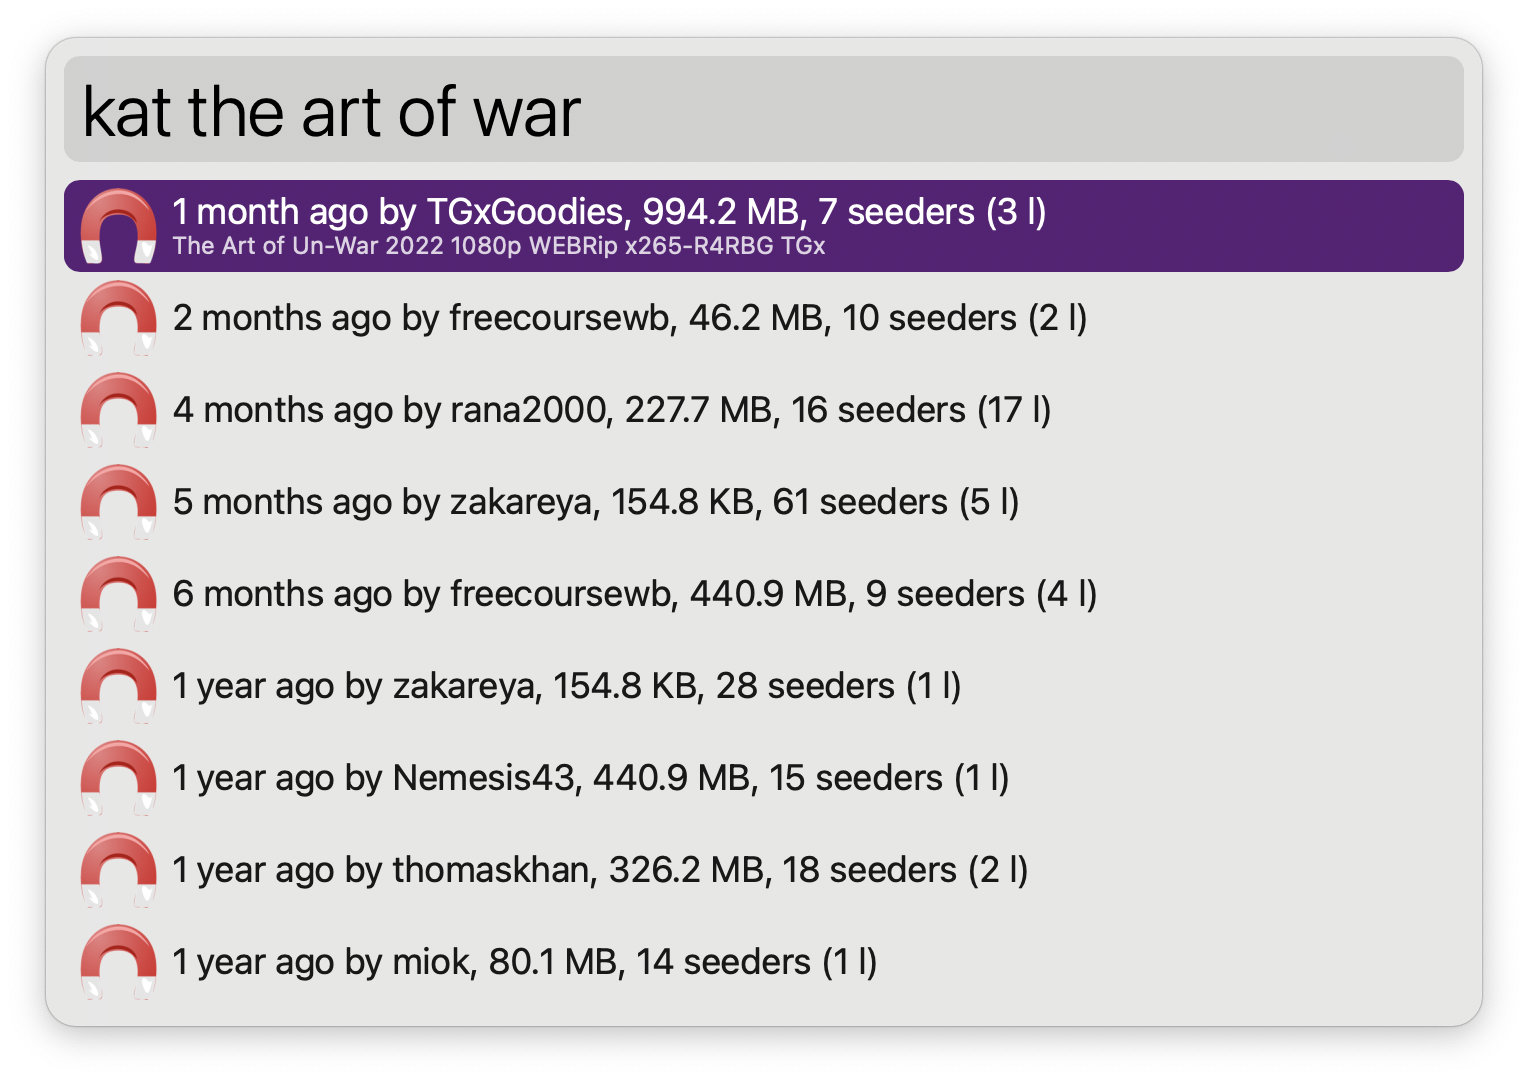 kat the art of war
1 month ago by TGxGoodies, 994.2 MB, 7 seeders (3 l)
The Art of Un-War 2022 1080p WEBRip x265-R4RBG TGx
2 months ago by freecoursewb, 46.2 MB, 10 seeders (2 l)
4 months ago by rana2000, 227.7 MB, 16 seeders (17 l)
5 months ago by zakareya, 154.8 KB, 61 seeders (5 l)
6 months ago by freecoursewb, 440.9 MB, 9 seeders (4 l)
1 year ago by zakareya, 154.8 KB, 28 seeders (1 l)
1 year ago by Nemesis43, 440.9 MB, 15 seeders (1 l)
1 year ago by thomaskhan, 326.2 MB, 18 seeders (2 l)
1 year ago by miok, 80.1 MB, 14 seeders (1 l)